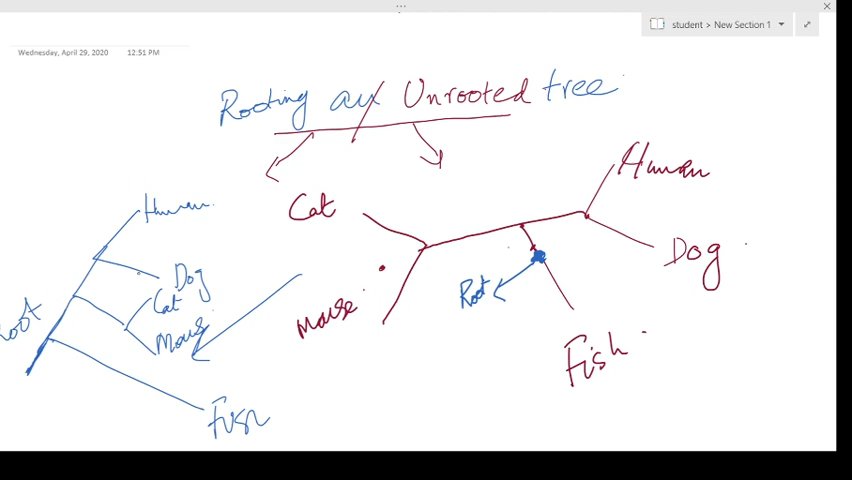 student > New Section 1
Wednesday, April 29, 2020 12:51 PM
Rooting an Unrooted tree
Human
Cat
Human
Dog
Dog
Cat
Root
Mouse
Mouse
Root
Fish
Fish